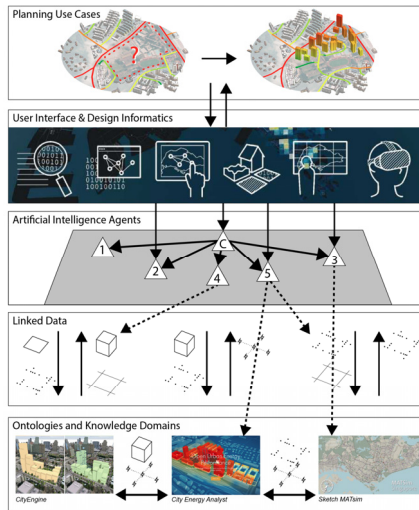 Planning Use Cases
?
User Interface & Design Informatics
Artificial Intelligence Agents
C
1
3
2
5
4
Linked Data
Ontologies and Knowledge Domains
CityEngine
City Energy Analyst
Sketch MATsim